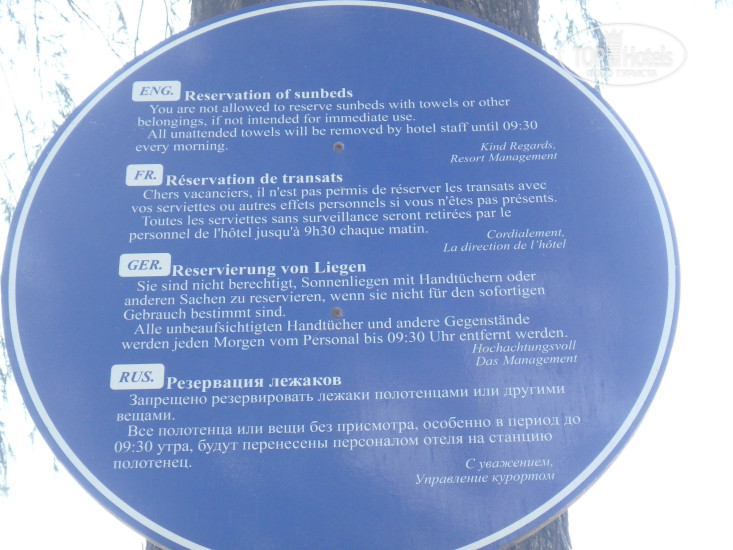 TOPHotels
ENG. Reservation of sunbeds
You are not allowed to reserve sunbeds with towels or other
belongings, if not intended for immediate use.
All unattended towels will be removed by hotel staff until 09:30
every morning.
Kind Regards,
Resort Management
FR. Réservation de transats
Chers vacanciers, il n'est pas permis de réserver les transats avec
vos serviettes ou autres effets personnels si vous n'êtes pas présents.
Toutes les serviettes sans surveillance seront retirées par le
personnel de l'hôtel jusqu'à 9h30 chaque matin.
Cordialement,
La direction de l'hôtel
GER. Reservierung von Liegen
Sie sind nicht berechtigt, Sonnenliegen mit Handtüchern oder
anderen Sachen zu reservieren, wenn sie nicht für den sofortigen
Gebrauch bestimmt sind.
Alle unbeaufsichtigten Handtücher und andere Gegenstände
werden jeden Morgen vom Personal bis 09:30 Uhr entfernt werden.
Hochachtungsvoll
Das Management
RUS. Резервация лежаков
Запрещено резервировать лежаки полотенцами или другими
вещами.
Все полотенца или вещи без присмотра, особенно в период до
09:30 утра, будут перенесены персоналом отеля на станцию
полотенец.
С уважением,
Управление курортом